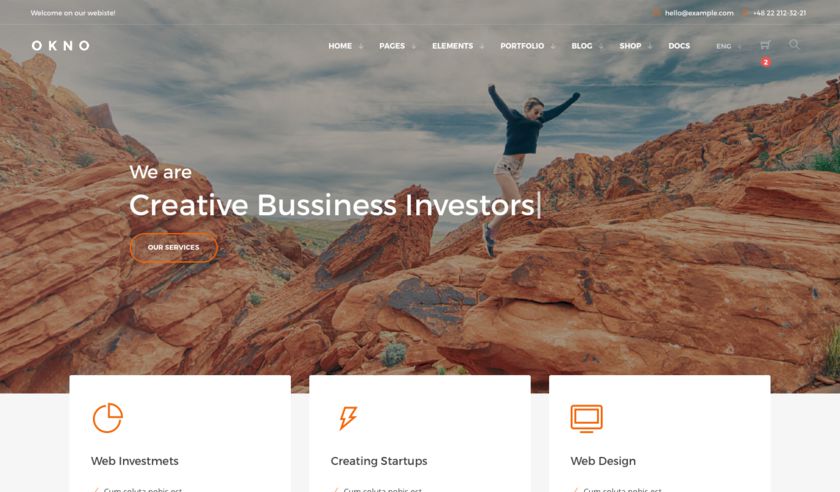 Welcome on our webiste!
hello@example.com +48 22 212-32-21
OKNO
HOME PAGES ELEMENTS PORTFOLIO BLOG SHOP DOCS ENG
2
We are
Creative Bussiness Investors
OUR SERVICES
Web Investmets
Creating Startups
Web Design
Cum soluta nobis est
Cum soluta nobis est
Cum soluta nobis est